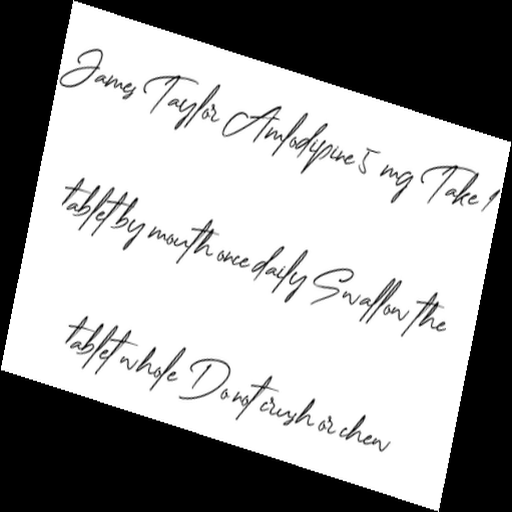 James Taylor Amlodipine 5 mg Take 1
tablet by mouth once daily Swallow the
tablet whole Do not crush or chew